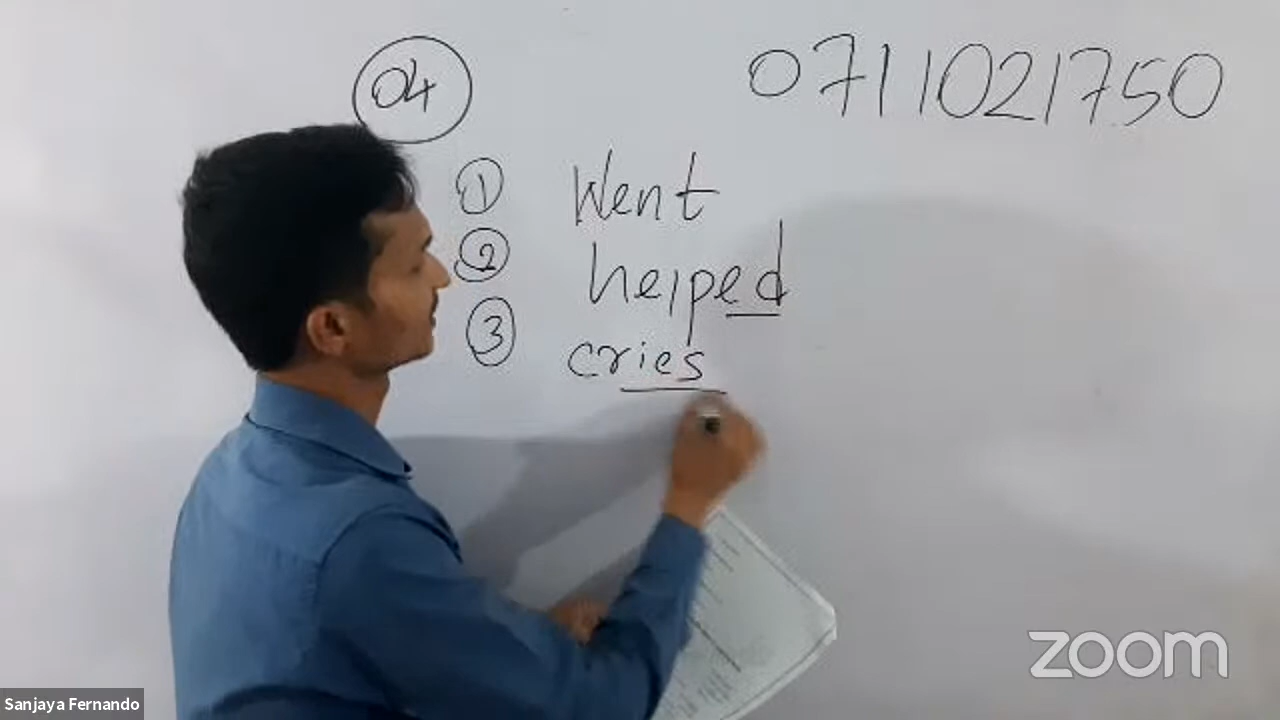 04
0711021750
① Went
② helped
③ cries
Sanjaya Fernando
zoom